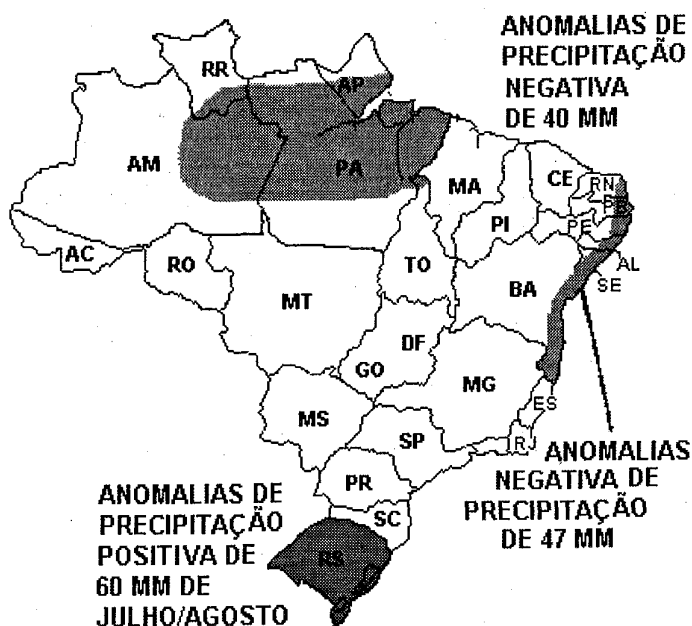 ANOMALIAS DE
PRECIPITAÇÃO
NEGATIVA
DE 40 MM
RR
AP
AM
PA
MA
CE
RN
PB
PE
PI
AC
RO
TO
AL
SE
BA
MT
DF
GO
MG
ES
MS
SP
R
PR
SC
RS
ANOMALIAS
NEGATIVA DE
PRECIPITAÇÃO
DE 47 MM
ANOMALIAS DE
PRECIPITAÇÃO
POSITIVA DE
60 MM DE
JULHO/AGOSTO